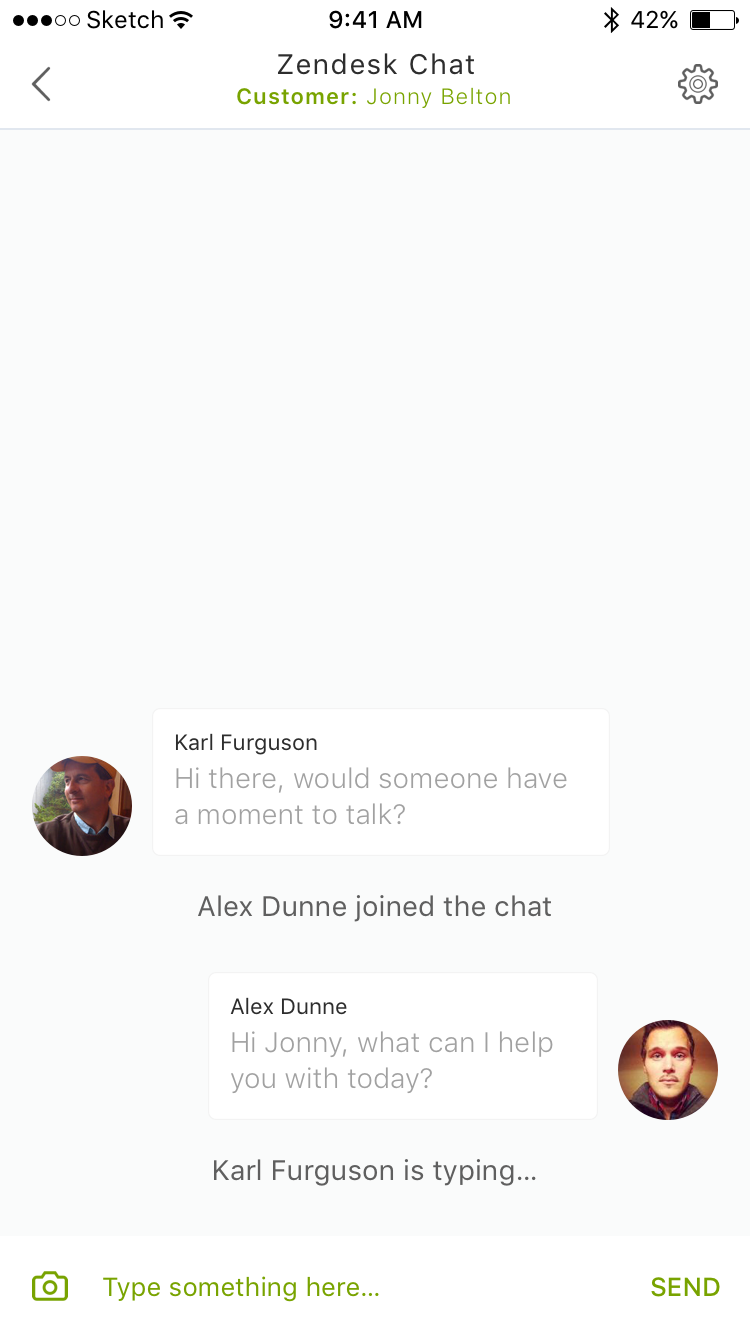 Sketch 9:41 AM 42%
Zendesk Chat
Customer: Jonny Belton
Karl Furguson
Hi there, would someone have
a moment to talk?
Alex Dunne joined the chat
Alex Dunne
Hi Jonny, what can I help
you with today?
Karl Furguson is typing...
Type something here... SEND